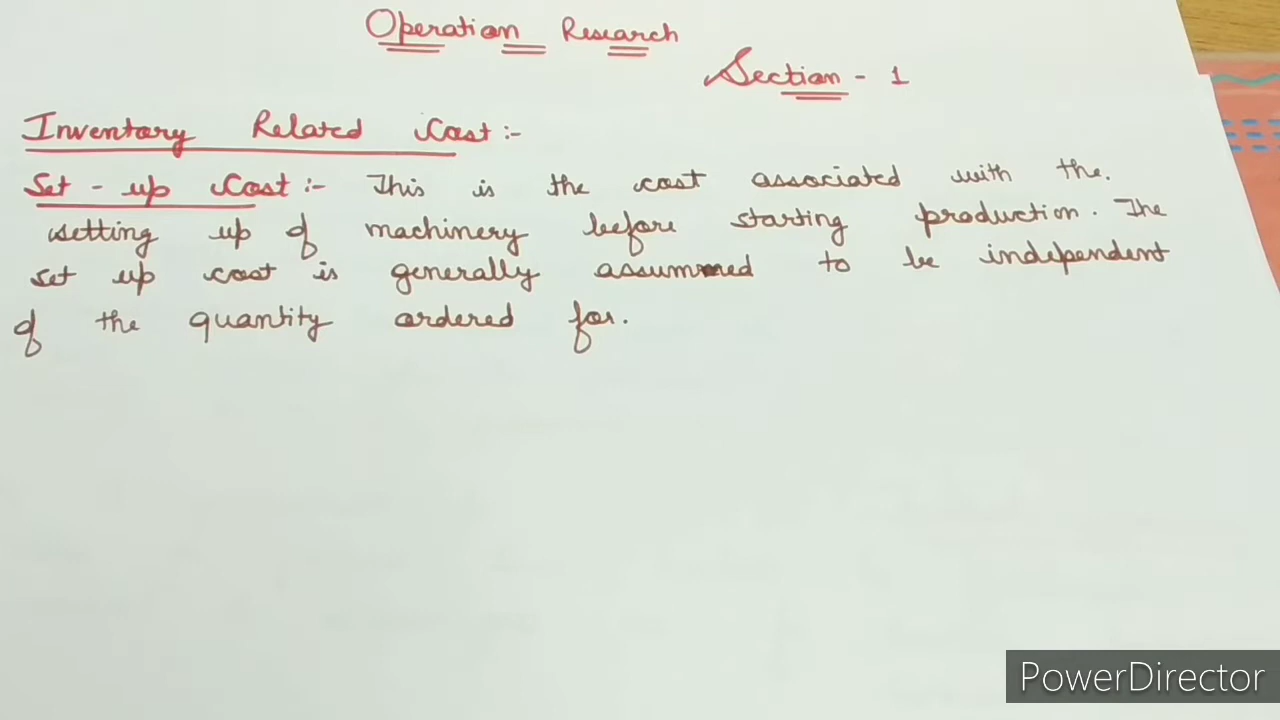 Operation Research
Section - 1
Inventory Related Cost :-
Set - up Cost :- This is the cost associated with the.
setting up of machinery before starting production. The
set up cost is generally assummed to be independent
of the quantity ordered for.
PowerDirector